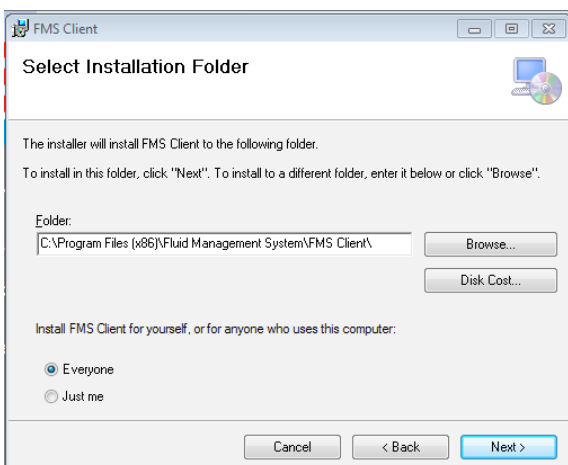 FMS Client
Select Installation Folder
The installer will install FMS Client to the following folder.
To install in this folder, click "Next". To install to a different folder, enter it below or click "Browse".
Folder:
C:\Program Files (x86)\Fluid Management System\FMS Client\
Browse...
Disk Cost...
Install FMS Client for yourself, or for anyone who uses this computer:
Everyone
Just me
Cancel
< Back
Next >